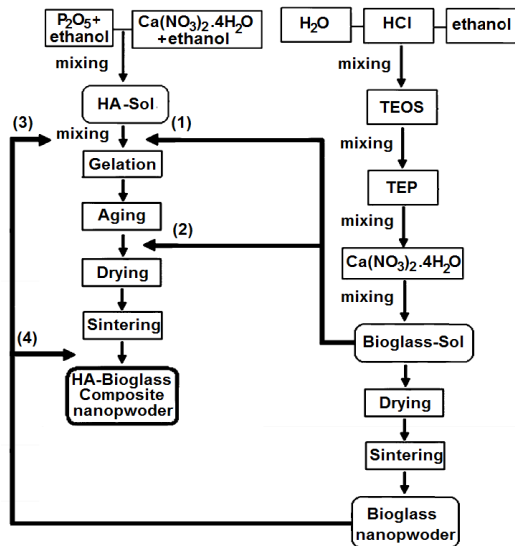 P₂O₅+
ethanol
Ca(NO₃)₂.4H₂O
+ethanol
mixing
HA-Sol
(3)
mixing
(1)
Gelation
Aging
(2)
Drying
Sintering
(4)
HA-Bioglass
Composite
nanpwoder
H₂O
HCl
ethanol
mixing
TEOS
mixing
TEP
mixing
Ca(NO₃)₂.4H₂O
mixing
Bioglass-Sol
Drying
Sintering
Bioglass
nanopwoder